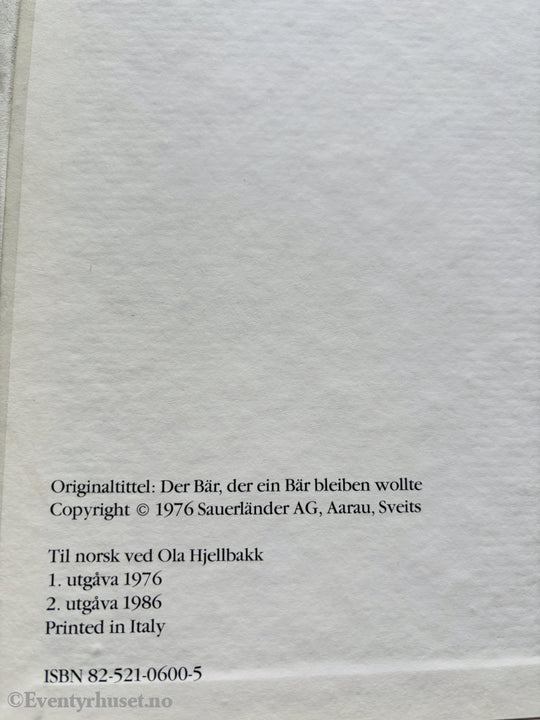 Originaltittel: Der Bär, der ein Bär bleiben wollte
Copyright © 1976 Sauerländer AG, Aarau, Sveits
Til norsk ved Ola Hjellbakk
1. utgåva 1976
2. utgåva 1986
Printed in Italy
ISBN 82-521-0600-5
©Eventyrhuset.no